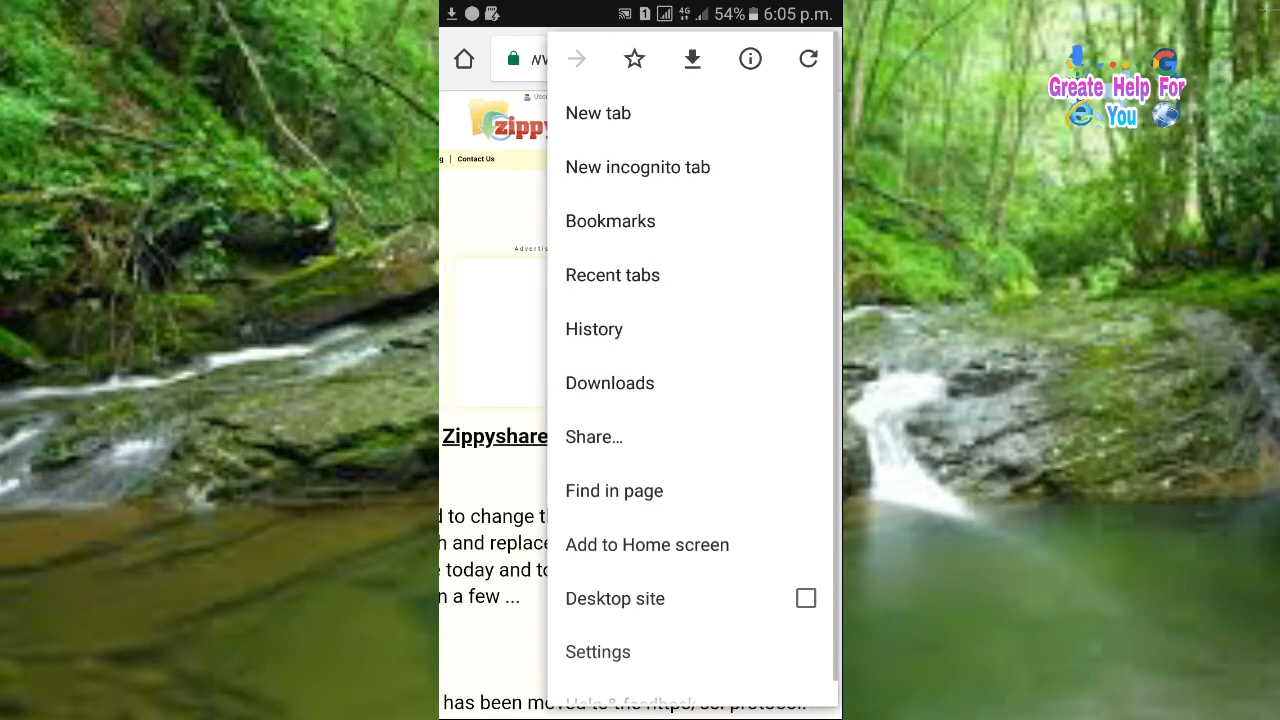 54% 6:05 p.m.
Greate Help For
You
zippy
g | Contact Us
New tab
New incognito tab
Bookmarks
Recent tabs
History
Downloads
Zippyshare
Share...
Find in page
d to change
h and replace
Add to Home screen
today and to
n a few ...
Desktop site
Settings
has been moved to https/ssl protocol.
Help & feedback